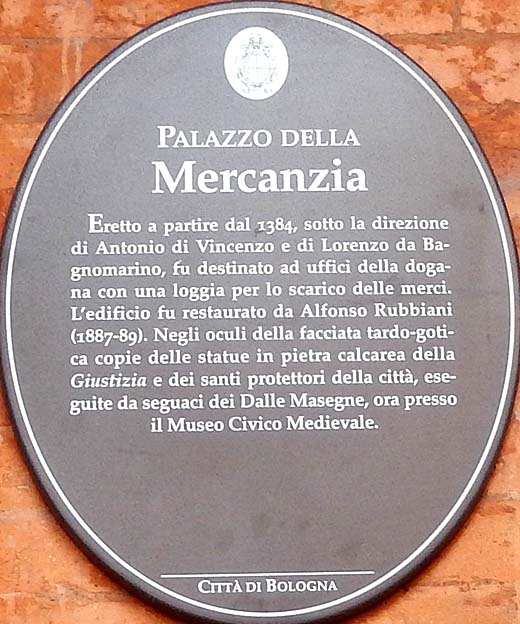 PALAZZO DELLA
Mercanzia
Eretto a partire dal 1384, sotto la direzione
di Antonio di Vincenzo e di Lorenzo da Ba-
gnomarino, fu destinato ad uffici della doga-
na con una loggia per lo scarico delle merci.
L'edificio fu restaurato da Alfonso Rubbiani
(1887-89). Negli oculi della facciata tardo-goti-
ca copie delle statue in pietra calcarea della
Giustizia e dei santi protettori della città, ese-
guite da seguaci dei Dalle Masegne, ora presso
il Museo Civico Medievale.
CITTÀ DI BOLOGNA